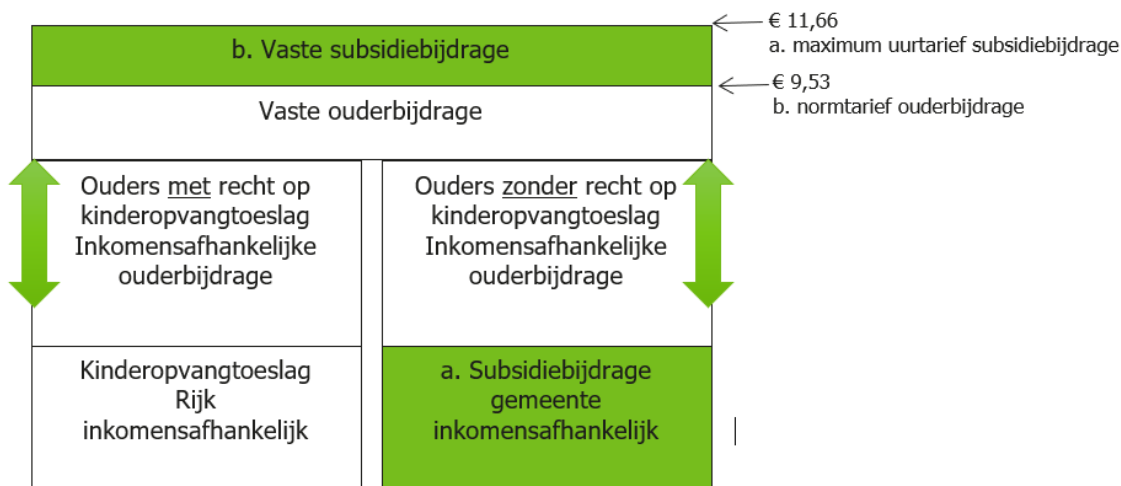 € 11,66
a. maximum uurtarief subsidiebijdrage
b. Vaste subsidiebijdrage
€ 9,53
b. normtarief ouderbijdrage
Vaste ouderbijdrage
Ouders met recht op
kinderopvangtoeslag
Inkomensafhankelijke
ouderbijdrage
Ouders zonder recht op
kinderopvangtoeslag
Inkomensafhankelijke
ouderbijdrage
Kinderopvangtoeslag
Rijk
inkomensafhankelijk
a. Subsidiebijdrage
gemeente
inkomensafhankelijk